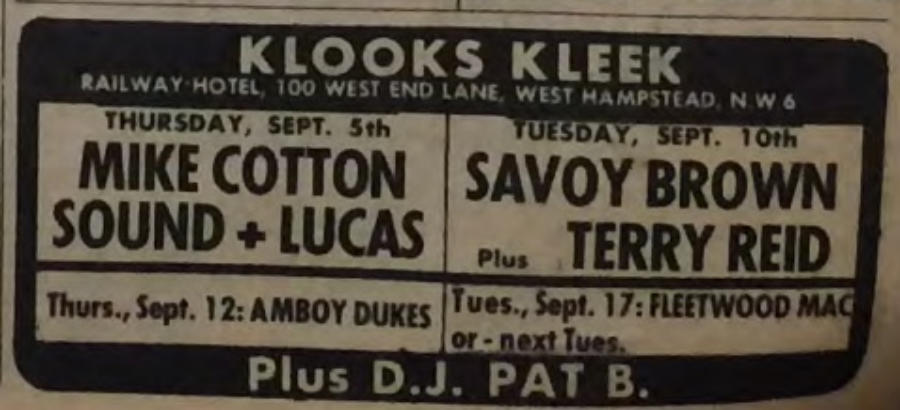 KLOOKS KLEEK
RAILWAY HOTEL, 100 WEST END LANE, WEST HAMPSTEAD, N.W 6
THURSDAY, SEPT. 5th
MIKE COTTON
SOUND + LUCAS
TUESDAY, SEPT. 10th
SAVOY BROWN
Plus TERRY REID
Thurs., Sept. 12: AMBOY DUKES
Tues., Sept. 17: FLEETWOOD MAC
or - next Tues.
Plus D.J. PAT B.